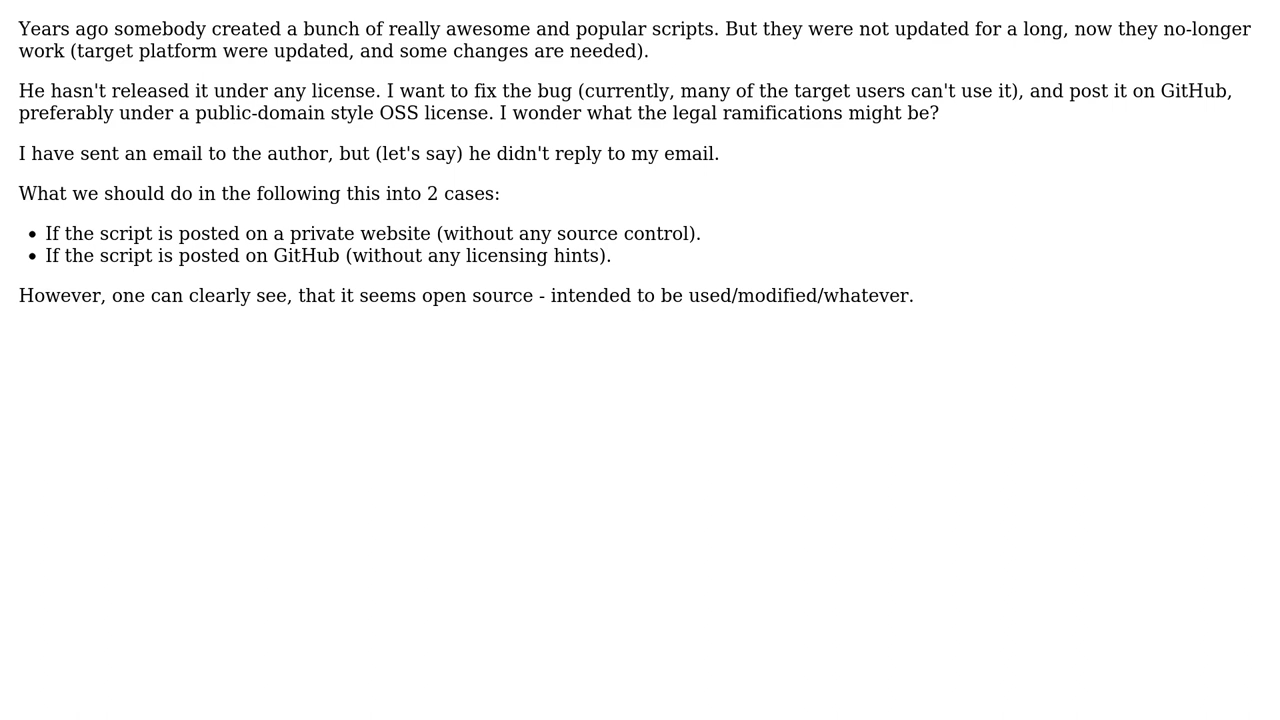 Years ago somebody created a bunch of really awesome and popular scripts. But they were not updated for a long, now they no-longer
work (target platform were updated, and some changes are needed).
He hasn't released it under any license. I want to fix the bug (currently, many of the target users can't use it), and post it on GitHub,
preferably under a public-domain style OSS license. I wonder what the legal ramifications might be?
I have sent an email to the author, but (let's say) he didn't reply to my email.
What we should do in the following this into 2 cases:
• If the script is posted on a private website (without any source control).
• If the script is posted on GitHub (without any licensing hints).
However, one can clearly see, that it seems open source - intended to be used/modified/whatever.